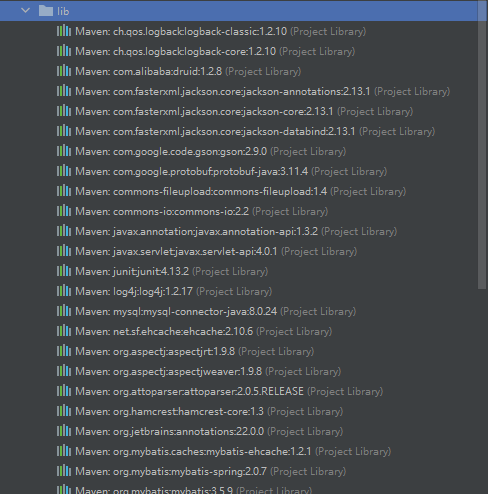 lib
Maven: ch.qos.logback:logback-classic:1.2.10 (Project Library)
Maven: ch.qos.logback:logback-core:1.2.10 (Project Library)
Maven: com.alibaba:druid:1.2.8 (Project Library)
Maven: com.fasterxml.jackson.core:jackson-annotations:2.13.1 (Project Library)
Maven: com.fasterxml.jackson.core:jackson-core:2.13.1 (Project Library)
Maven: com.fasterxml.jackson.core:jackson-databind:2.13.1 (Project Library)
Maven: com.google.code.gson:gson:2.9.0 (Project Library)
Maven: com.google.protobuf:protobuf-java:3.11.4 (Project Library)
Maven: commons-fileupload:commons-fileupload:1.4 (Project Library)
Maven: commons-io:commons-io:2.2 (Project Library)
Maven: javax.annotation:javax.annotation-api:1.3.2 (Project Library)
Maven: javax.servlet:javax.servlet-api:4.0.1 (Project Library)
Maven: junit:junit:4.13.2 (Project Library)
Maven: log4j:log4j:1.2.17 (Project Library)
Maven: mysql:mysql-connector-java:8.0.24 (Project Library)
Maven: net.sf.ehcache:ehcache:2.10.6 (Project Library)
Maven: org.aspectj:aspectjrt:1.9.8 (Project Library)
Maven: org.aspectj:aspectjweaver:1.9.8 (Project Library)
Maven: org.attoparser:attoparser:2.0.5.RELEASE (Project Library)
Maven: org.hamcrest:hamcrest-core:1.3 (Project Library)
Maven: org.jetbrains:annotations:22.0.0 (Project Library)
Maven: org.mybatis.caches:mybatis-ehcache:1.2.1 (Project Library)
Maven: org.mybatis:mybatis-spring:2.0.7 (Project Library)
Maven: org.mybatis:mybatis:3.5.9 (Project Library)